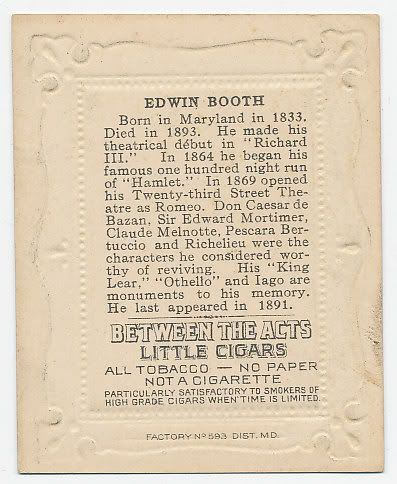 EDWIN BOOTH
Born in Maryland in 1833.
Died in 1893. He made his
theatrical début in "Richard
III." In 1864 he began his
famous one hundred night run
of "Hamlet." In 1869 opened
his Twenty-third Street The-
atre as Romeo. Don Caesar de
Bazan, Sir Edward Mortimer,
Claude Melnotte, Pescara Ber-
tuccio and Richelieu were the
characters he considered wor-
thy of reviving. His "King
Lear," "Othello" and Iago are
monuments to his memory.
He last appeared in 1891.
BETWEEN THE ACTS
LITTLE CIGARS
ALL TOBACCO — NO PAPER
NOT A CIGARETTE
PARTICULARLY SATISFACTORY TO SMOKERS OF
HIGH GRADE CIGARS WHEN TIME IS LIMITED.
FACTORY Nº 593 DIST. MD.